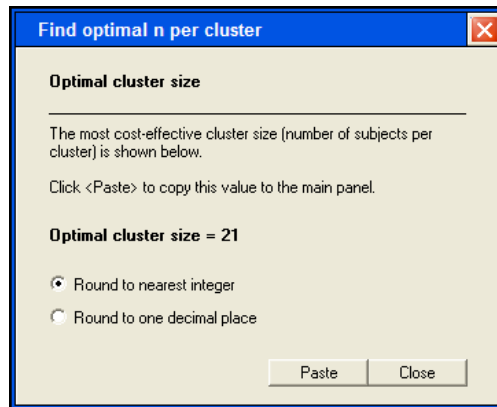 Find optimal n per cluster
Optimal cluster size
The most cost-effective cluster size (number of subjects per
cluster) is shown below.
Click <Paste> to copy this value to the main panel.
Optimal cluster size = 21
Round to nearest integer
Round to one decimal place
Paste Close